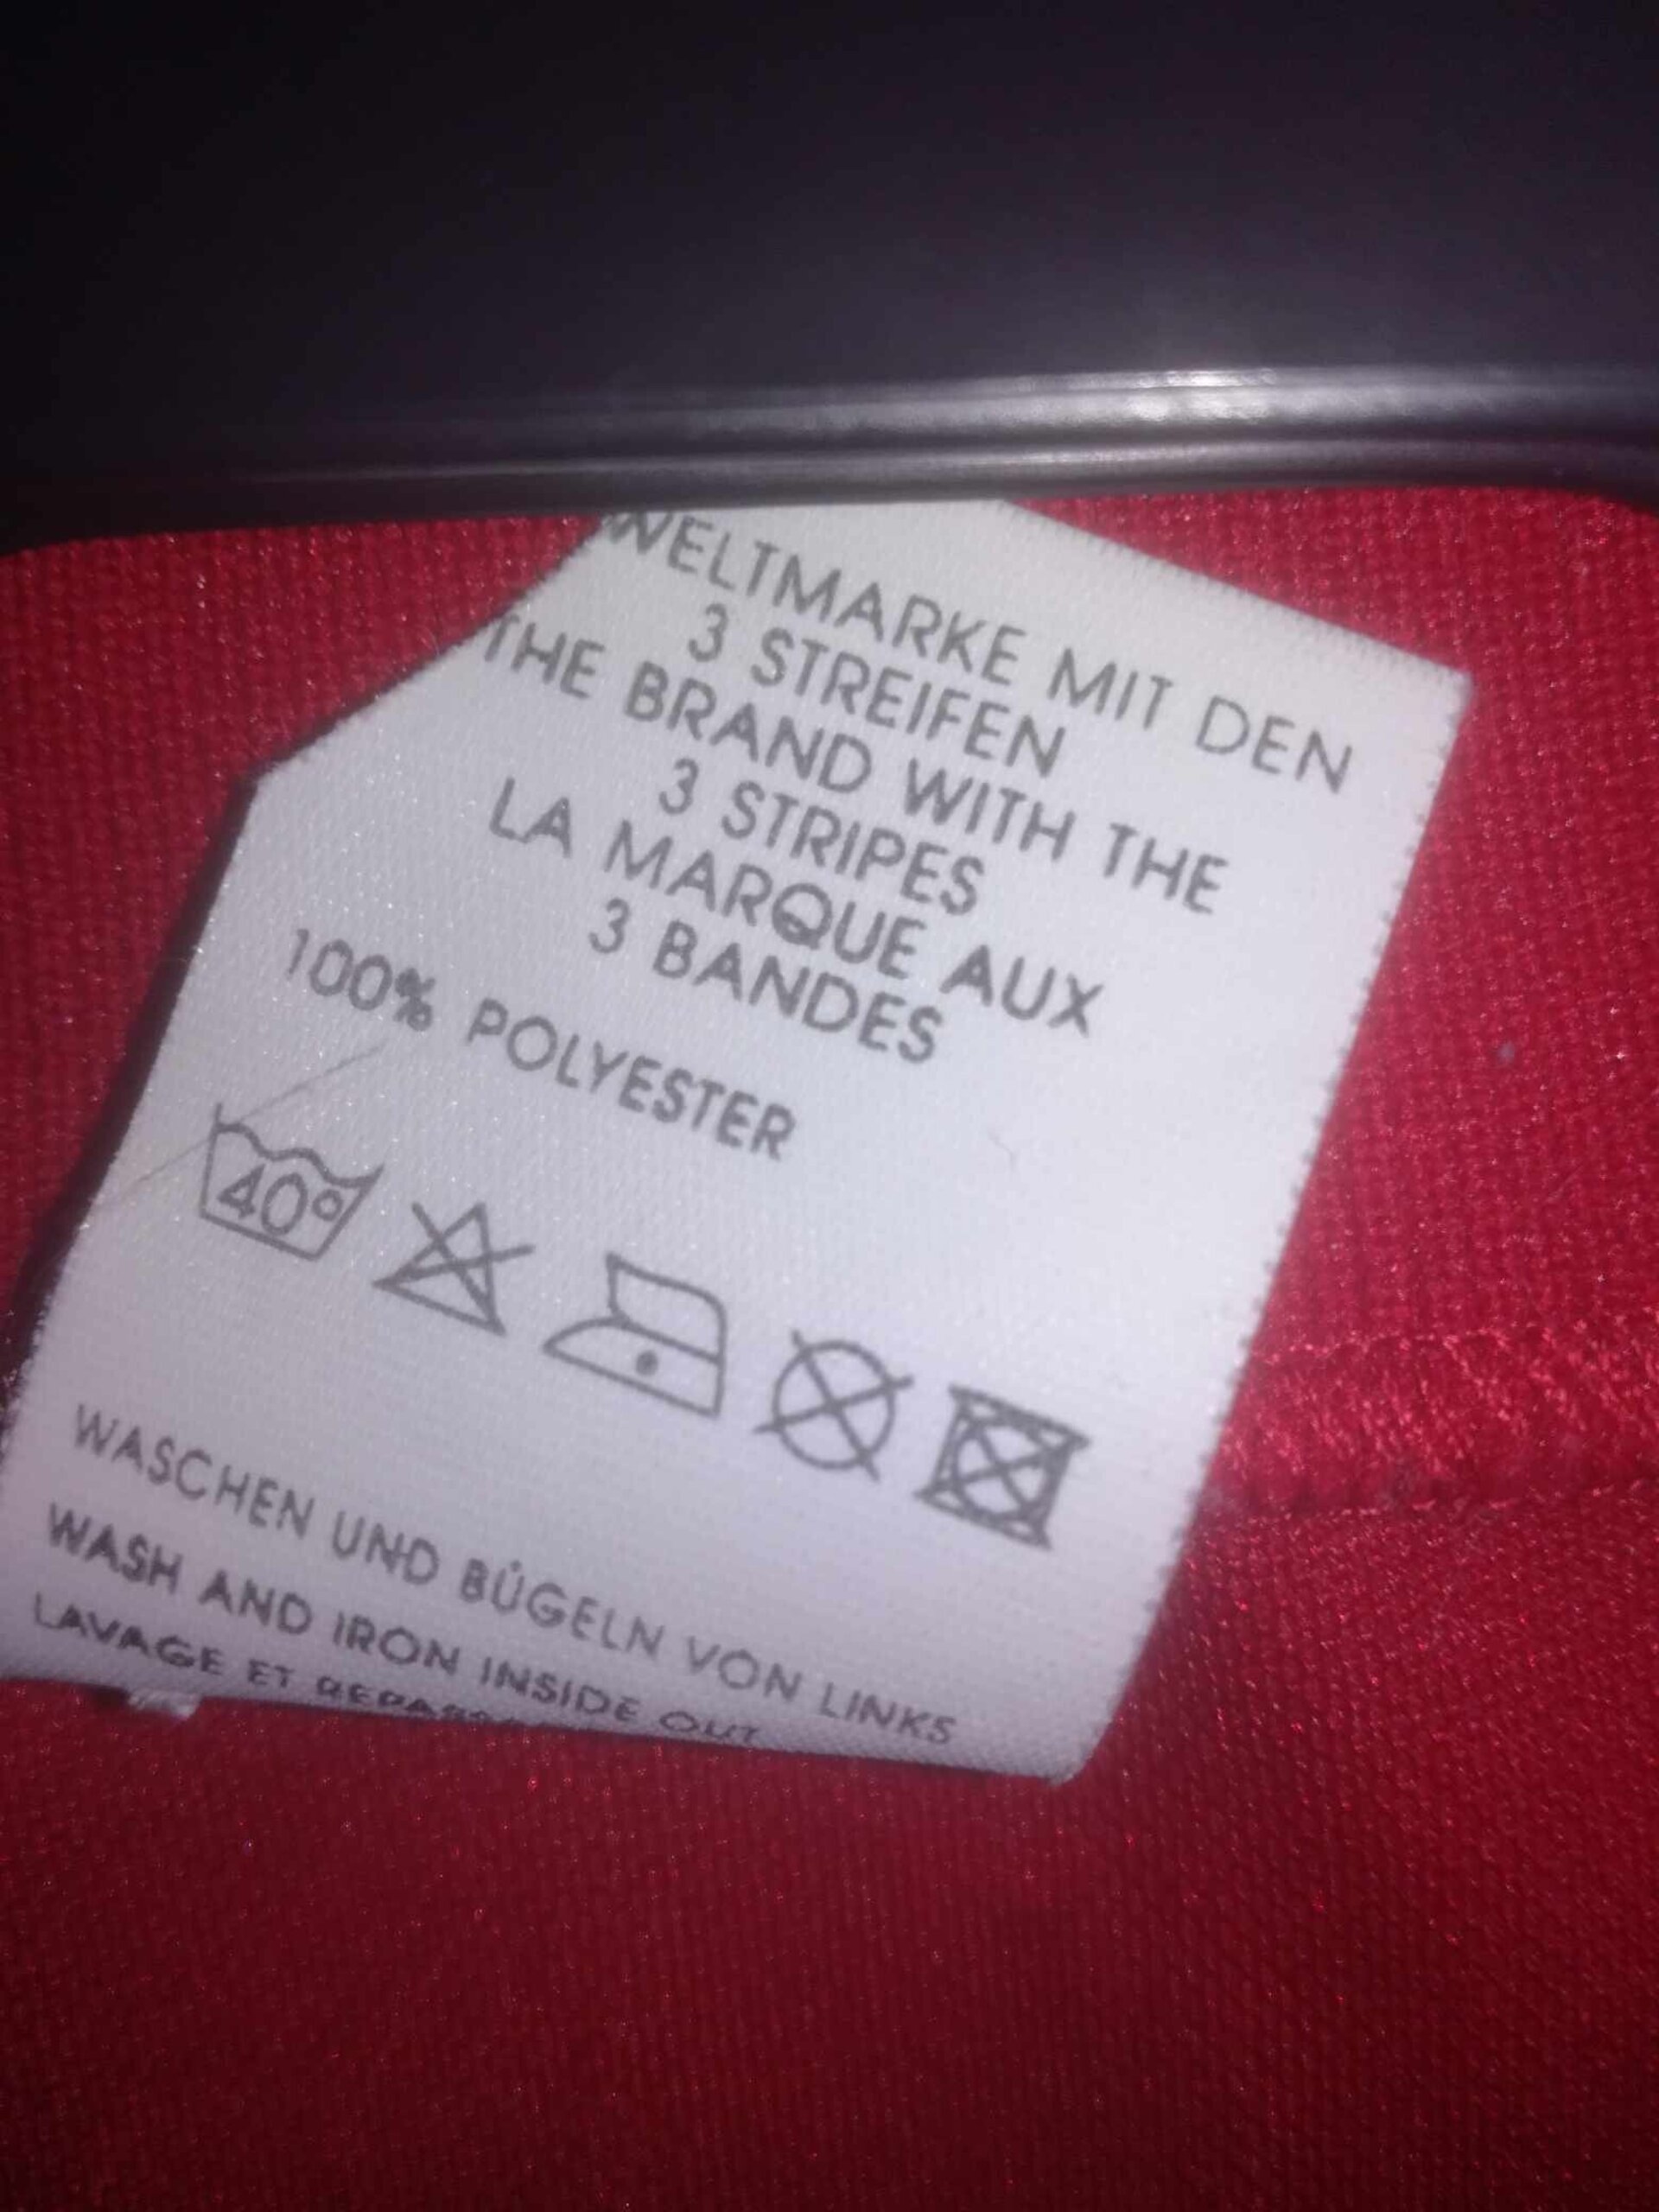 WELTMARKE MIT DEN
3 STREIFEN
THE BRAND WITH THE
3 STRIPES
LA MARQUE AUX
3 BANDES
100% POLYESTER
40°
WASCHEN UND BÜGELN VON LINKS
WASH AND IRON INSIDE OUT
LAVAGE ET